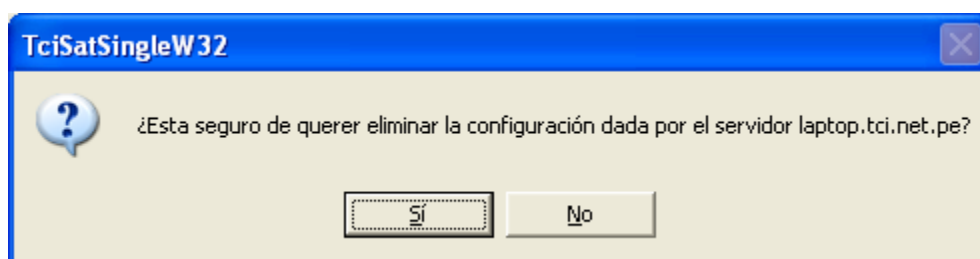 TciSatSingleW32
¿Esta seguro de querer eliminar la configuración dada por el servidor laptop.tci.net.pe?
Sí
No